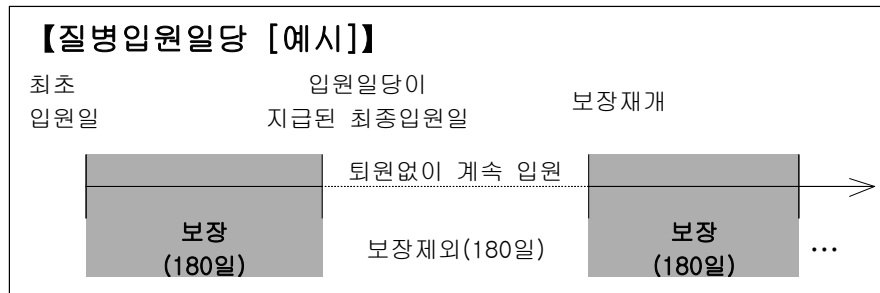 【질병입원일당 [예시]】
최초
입원일
입원일당이
지급된 최종입원일
보장재개
퇴원없이 계속 입원
보장
(180일)
보장제외(180일)
보장
(180일)
…